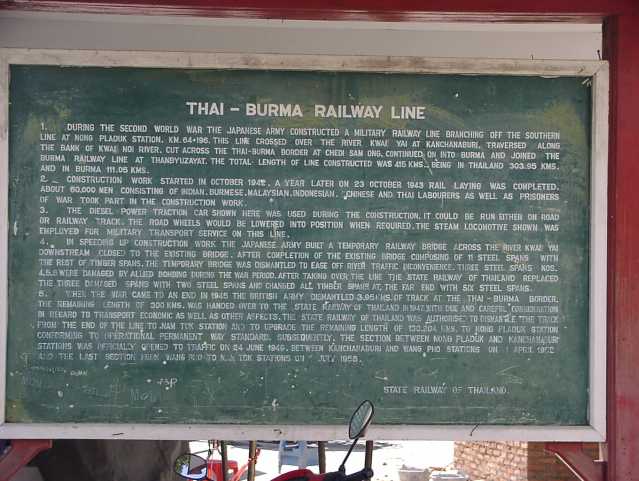 THAI – BURMA RAILWAY LINE
1. DURING THE SECOND WORLD WAR THE JAPANESE ARMY CONSTRUCTED A MILITARY RAILWAY LINE BRANCHING OFF THE SOUTHERN
LINE AT NONG PLADUK STATION, KM. 64+196. THIS LINE CROSSED OVER THE RIVER KWAE YAI AT KANCHANABURI, TRAVERSED ALONG
THE BANK OF KWAE NOI RIVER, CUT ACROSS THE THAI-BURMA BORDER AT CHEDI SAM ONG, CONTINUED ON INTO BURMA AND JOINED THE
BURMA RAILWAY LINE AT THANBYUZAYAT. THE TOTAL LENGTH OF LINE CONSTRUCTED WAS 415 KMS., BEING IN THAILAND 303.95 KMS.
AND IN BURMA 111.05 KMS.
2. CONSTRUCTION WORK STARTED IN OCTOBER 1942. A YEAR LATER ON 23 OCTOBER 1943 RAIL LAYING WAS COMPLETED.
ABOUT 60,000 MEN CONSISTING OF INDIAN, BURMESE, MALAYSIAN, INDONESIAN, CHINESE AND THAI LABOURERS AS WELL AS PRISONERS
OF WAR TOOK PART IN THE CONSTRUCTION WORK.
3. THE DIESEL POWER TRACTION CAR SHOWN HERE WAS USED DURING THE CONSTRUCTION. IT COULD BE RUN EITHER ON ROAD
OR RAILWAY TRACK. THE ROAD WHEELS WOULD BE LOWERED INTO POSITION WHEN REQUIRED. THE STEAM LOCOMOTIVE SHOWN WAS
EMPLOYED FOR MILITARY TRANSPORT SERVICE ON THIS LINE.
4. IN SPEEDING UP CONSTRUCTION WORK THE JAPANESE ARMY BUILT A TEMPORARY RAILWAY BRIDGE ACROSS THE RIVER KWAE YAI
DOWNSTREAM CLOSED TO THE EXISTING BRIDGE. AFTER COMPLETION OF THE EXISTING BRIDGE COMPOSING OF 11 STEEL SPANS WITH
THE REST OF TIMBER SPANS, THE TEMPORARY BRIDGE WAS DISMANTLED TO EASE OFF RIVER TRAFFIC INCONVENIENCE. THREE STEEL SPANS NOS.
4,5,6 WERE DAMAGED BY ALLIED BOMBING DURING THE WAR PERIOD. AFTER TAKING OVER THE LINE THE STATE RAILWAY OF THAILAND REPLACED
THE THREE DAMAGED SPANS WITH TWO STEEL SPANS AND CHANGED ALL TIMBER SPANS AT THE FAR END WITH SIX STEEL SPANS.
5. WHEN THE WAR CAME TO AN END IN 1945 THE BRITISH ARMY DISMANTLED 3.95 KMS. OF TRACK AT THE THAI – BURMA BORDER.
THE REMAINING LENGTH OF 300 KMS. WAS HANDED OVER TO THE STATE RAILWAY OF THAILAND IN 1947. WITH DUE AND CAREFUL CONSIDERATION
IN REGARD TO TRANSPORT ECONOMIC AS WELL AS OTHER ASPECTS, THE STATE RAILWAY OF THAILAND WAS AUTHORISED TO DISMANTLE THE TRACK
FROM THE END OF THE LINE TO NAM TOK STATION AND TO UPGRADE THE REMAINING LENGTH OF 130.204 KMS. TO NONG PLADUK STATION
CONFORMING TO OPERATIONAL PERMANENT WAY STANDARD. SUBSEQUENTLY, THE SECTION BETWEEN NONG PLADUK AND KANCHANABURI
STATIONS WAS OFFICIALLY OPENED TO TRAFFIC ON 24 JUNE 1949, BETWEEN KANCHANABURI AND WANG PHO STATIONS ON 1 APRIL 1952
AND THE LAST SECTION FROM WANG PHO TO NAM TOK STATIONS ON 1 JULY 1958.
STATE RAILWAY OF THAILAND.